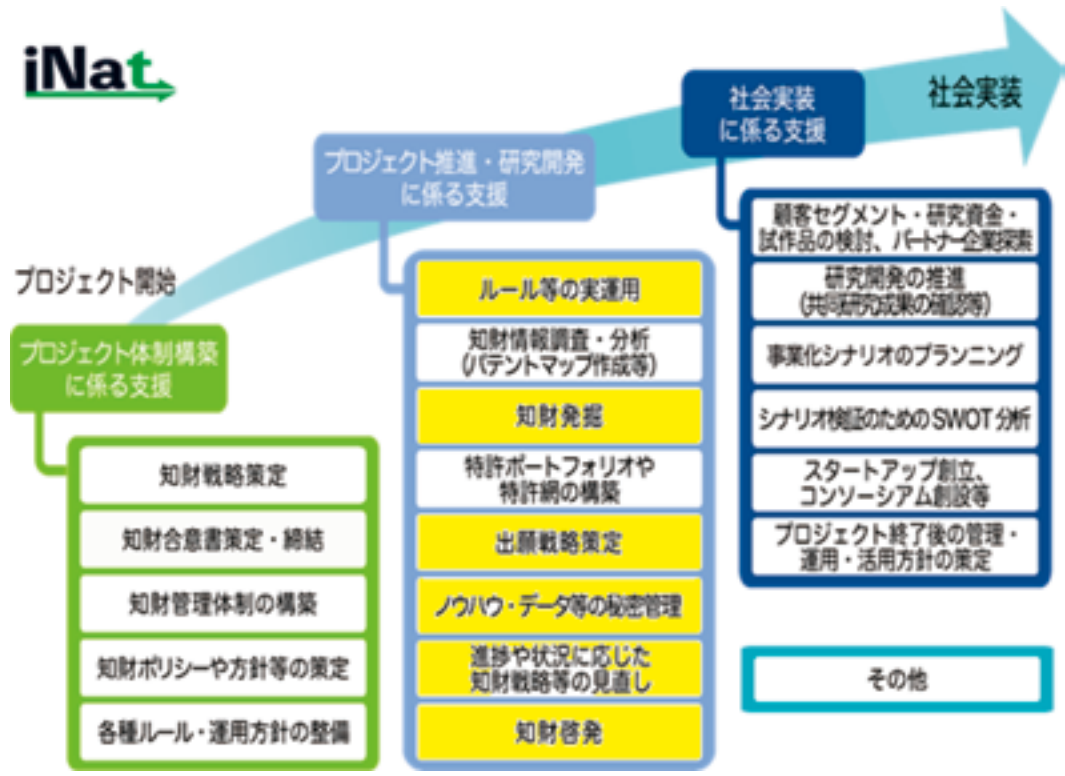 iNat
プロジェクト開始
プロジェクト体制構築
に係る支援
知財戦略策定
知財合意書策定・締結
知財管理体制の構築
知財ポリシーや方針等の策定
各種ルール・運用方針の整備
プロジェクト推進・研究開発
に係る支援
ルール等の実運用
知財情報調査・分析
(パテントマップ作成等)
知財発掘
特許ポートフォリオや
特許網の構築
出願戦略策定
ノウハウ・データ等の秘密管理
進捗や状況に応じた
知財戦略等の見直し
知財啓発
社会実装
に係る支援
社会実装
顧客セグメント・研究資金・
試作品の検討、パートナー企業探索
研究開発の推進
(共同研究成果の確認等)
事業化シナリオのプランニング
シナリオ検証のためのSWOT分析
スタートアップ創立、
コンソーシアム創設等
プロジェクト終了後の管理・
運用・活用方針の策定
その他